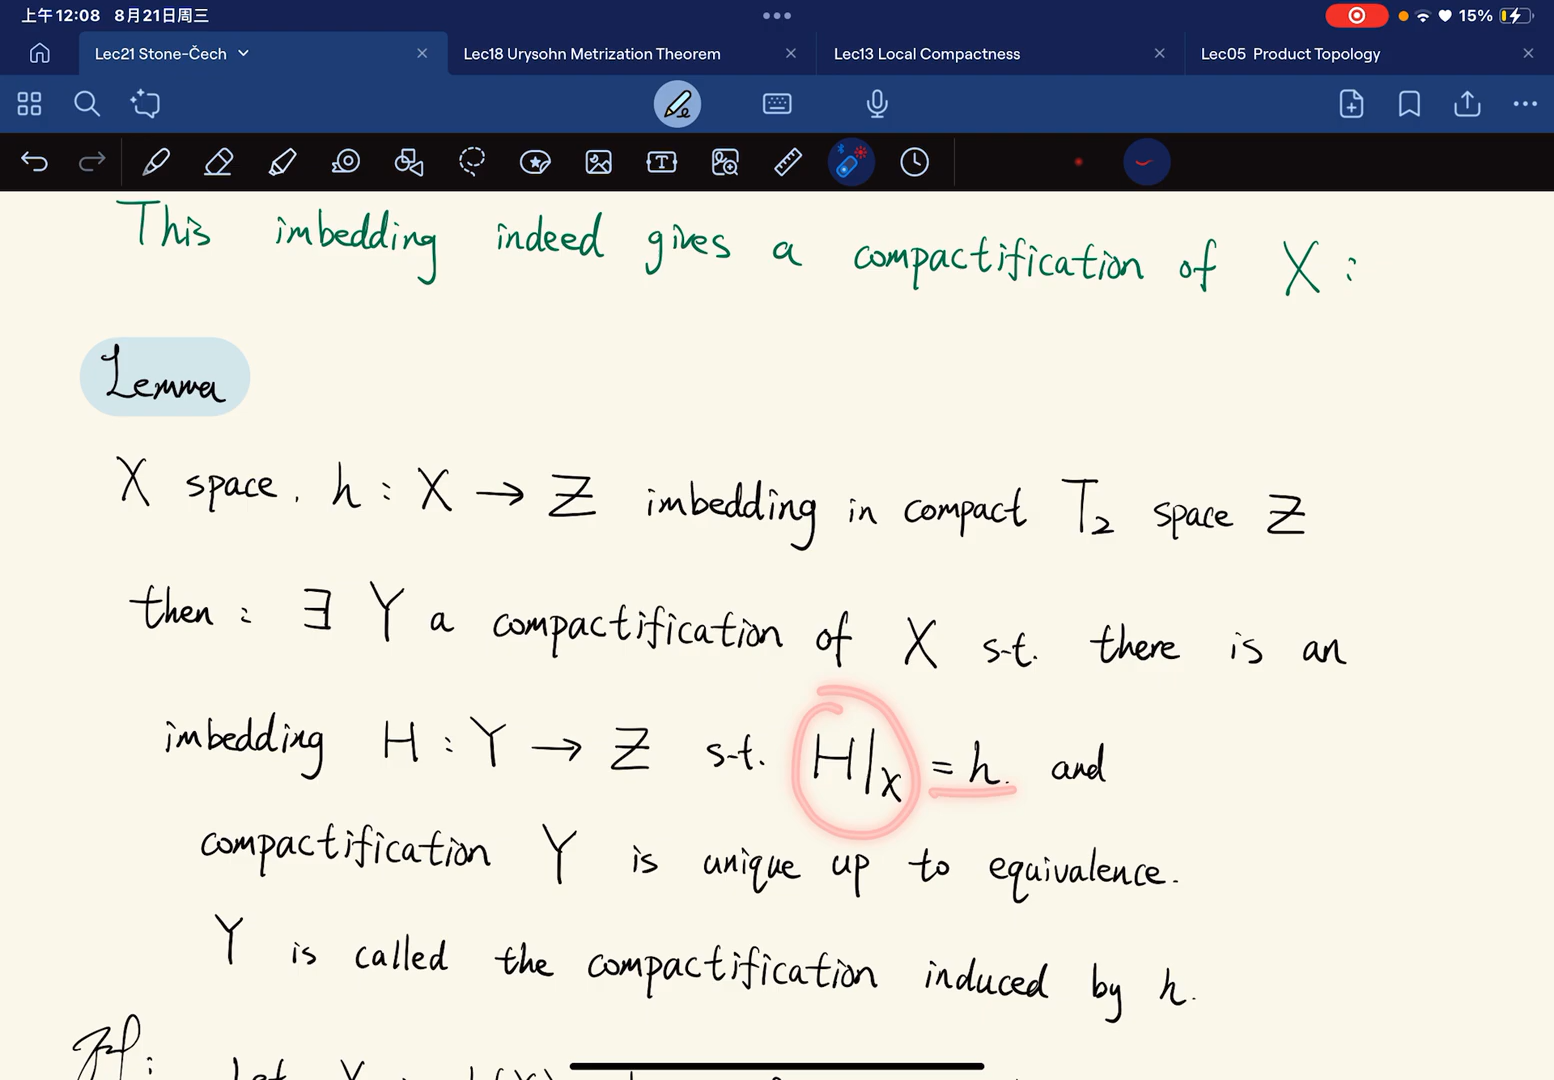 上午12:08 8月21日周三
15%
Lec21 Stone-Čech
Lec18 Urysohn Metrization Theorem
Lec13 Local Compactness
Lec05 Product Topology
This imbedding indeed gives a compactification of X :
Lemma
X space. h : X → Z imbedding in compact T₂ space Z
then : ∃ Y a compactification of X s.t. there is an
imbedding H : Y → Z s.t. H|ₓ = h. and
compactification Y is unique up to equivalence.
Y is called the compactification induced by h.